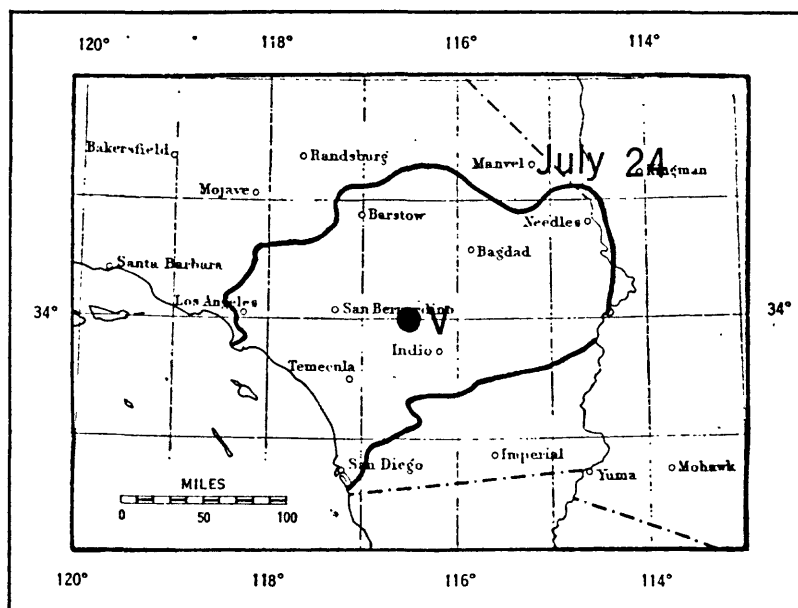 120° 118° 116° 114°
Bakersfield
Randsburg
Manvel
July 24
Kingman
Mojave
Barstow
Needles
Bagdad
Santa Barbara
Los Angeles
San Bernardino
34° 34°
V
Indio
Temecula
San Diego
Imperial
Yuma
Mohawk
MILES
0 50 100
120° 118° 116° 114°